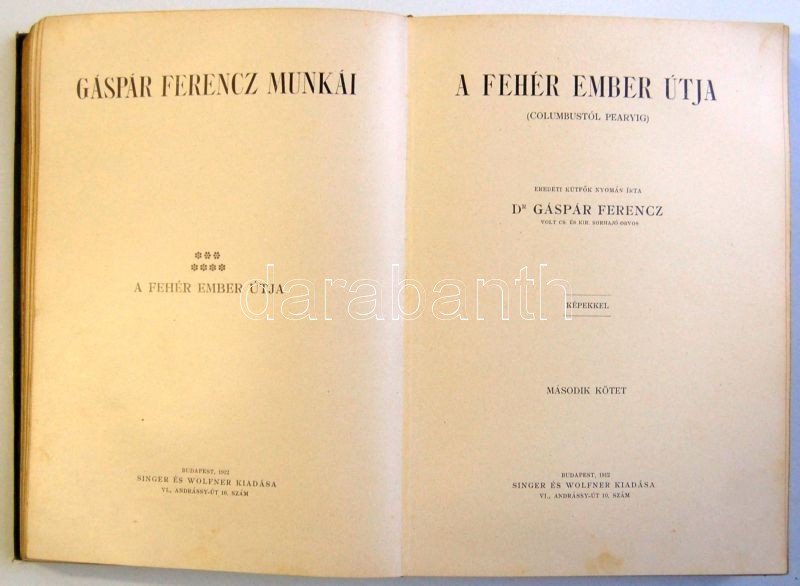 GÁSPÁR FERENCZ MUNKÁI
A FEHÉR EMBER ÚTJA
BUDAPEST, 1912
SINGER ÉS WOLFNER KIADÁSA
VI., ANDRÁSSY-ÚT 10. SZÁM
A FEHÉR EMBER ÚTJA
(COLUMBUSTÓL PEARYIG)
EREDETI KÚTFŐK NYOMÁN ÍRTA
DR GÁSPÁR FERENCZ
VOLT CS. ÉS KIR. SORHAJÓ-ORVOS
KÉPEKKEL
MÁSODIK KÖTET
BUDAPEST, 1912
SINGER ÉS WOLFNER KIADÁSA
VI., ANDRÁSSY-ÚT 10. SZÁM
darabanth